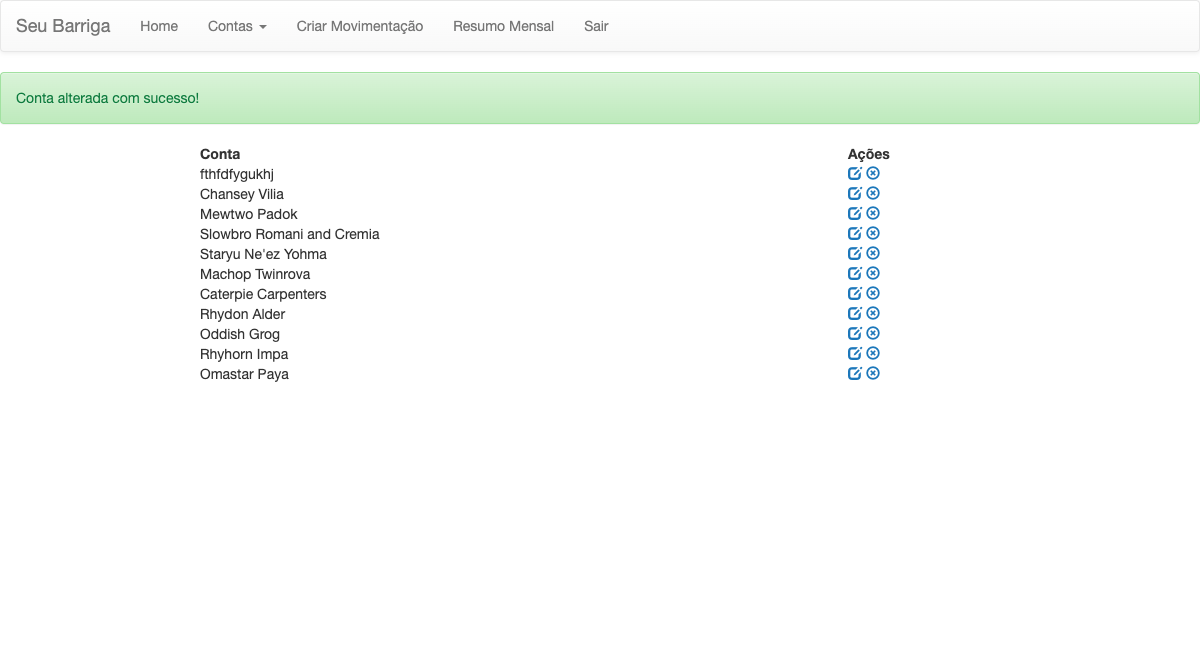 Seu Barriga Home Contas Criar Movimentação Resumo Mensal Sair
Conta alterada com sucesso!
Conta Ações
fthfdfygukhj
Chansey Vilia
Mewtwo Padok
Slowbro Romani and Cremia
Staryu Ne'ez Yohma
Machop Twinrova
Caterpie Carpenters
Rhydon Alder
Oddish Grog
Rhyhorn Impa
Omastar Paya